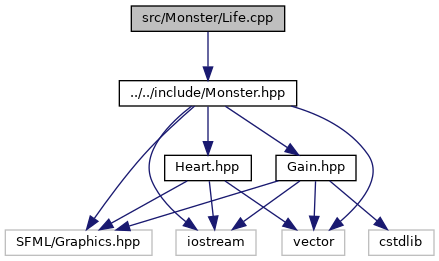 src/Monster/Life.cpp
../../include/Monster.hpp
Heart.hpp
Gain.hpp
SFML/Graphics.hpp
iostream
vector
cstdlib